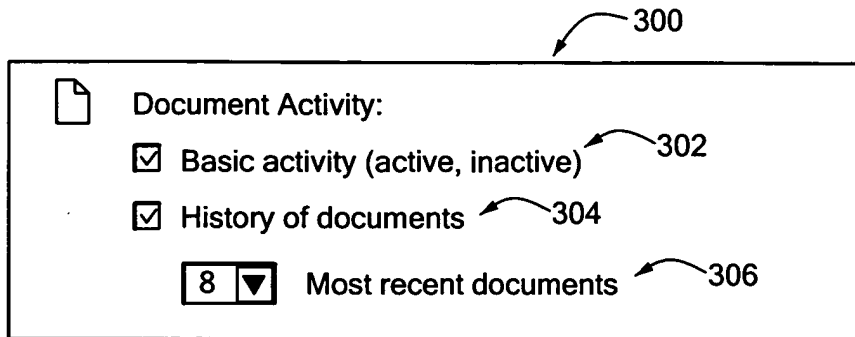 300
Document Activity:
Basic activity (active, inactive) 302
History of documents 304
8 Most recent documents 306